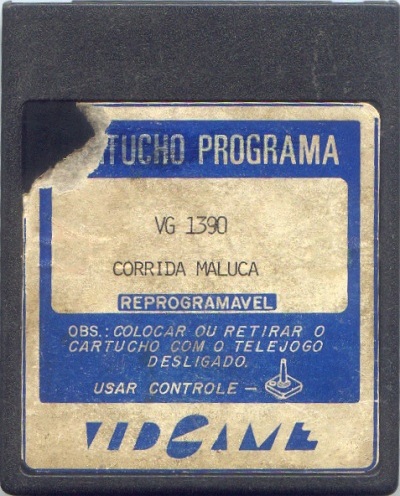 TUCHO PROGRAMA
VG 1390
CORRIDA MALUCA
REPROGRAMAVEL
OBS.: COLOCAR OU RETIRAR O
CARTUCHO COM O TELEJOGO
DESLIGADO.
USAR CONTROLE –
VIDGAME